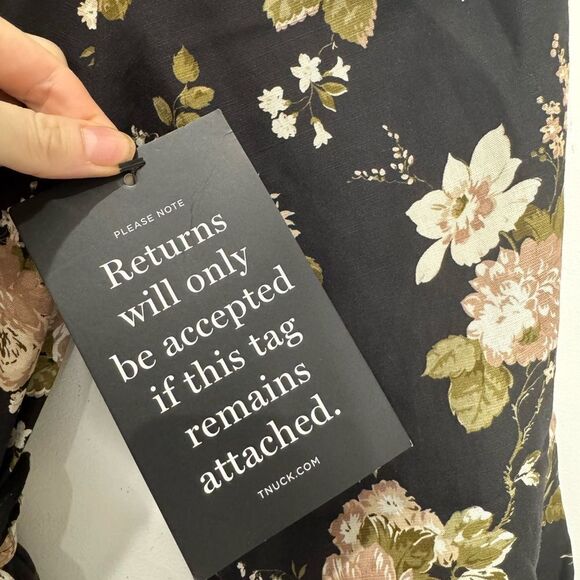 PLEASE NOTE
Returns
will only
be accepted
if this tag
remains
attached.
TNUCK.COM